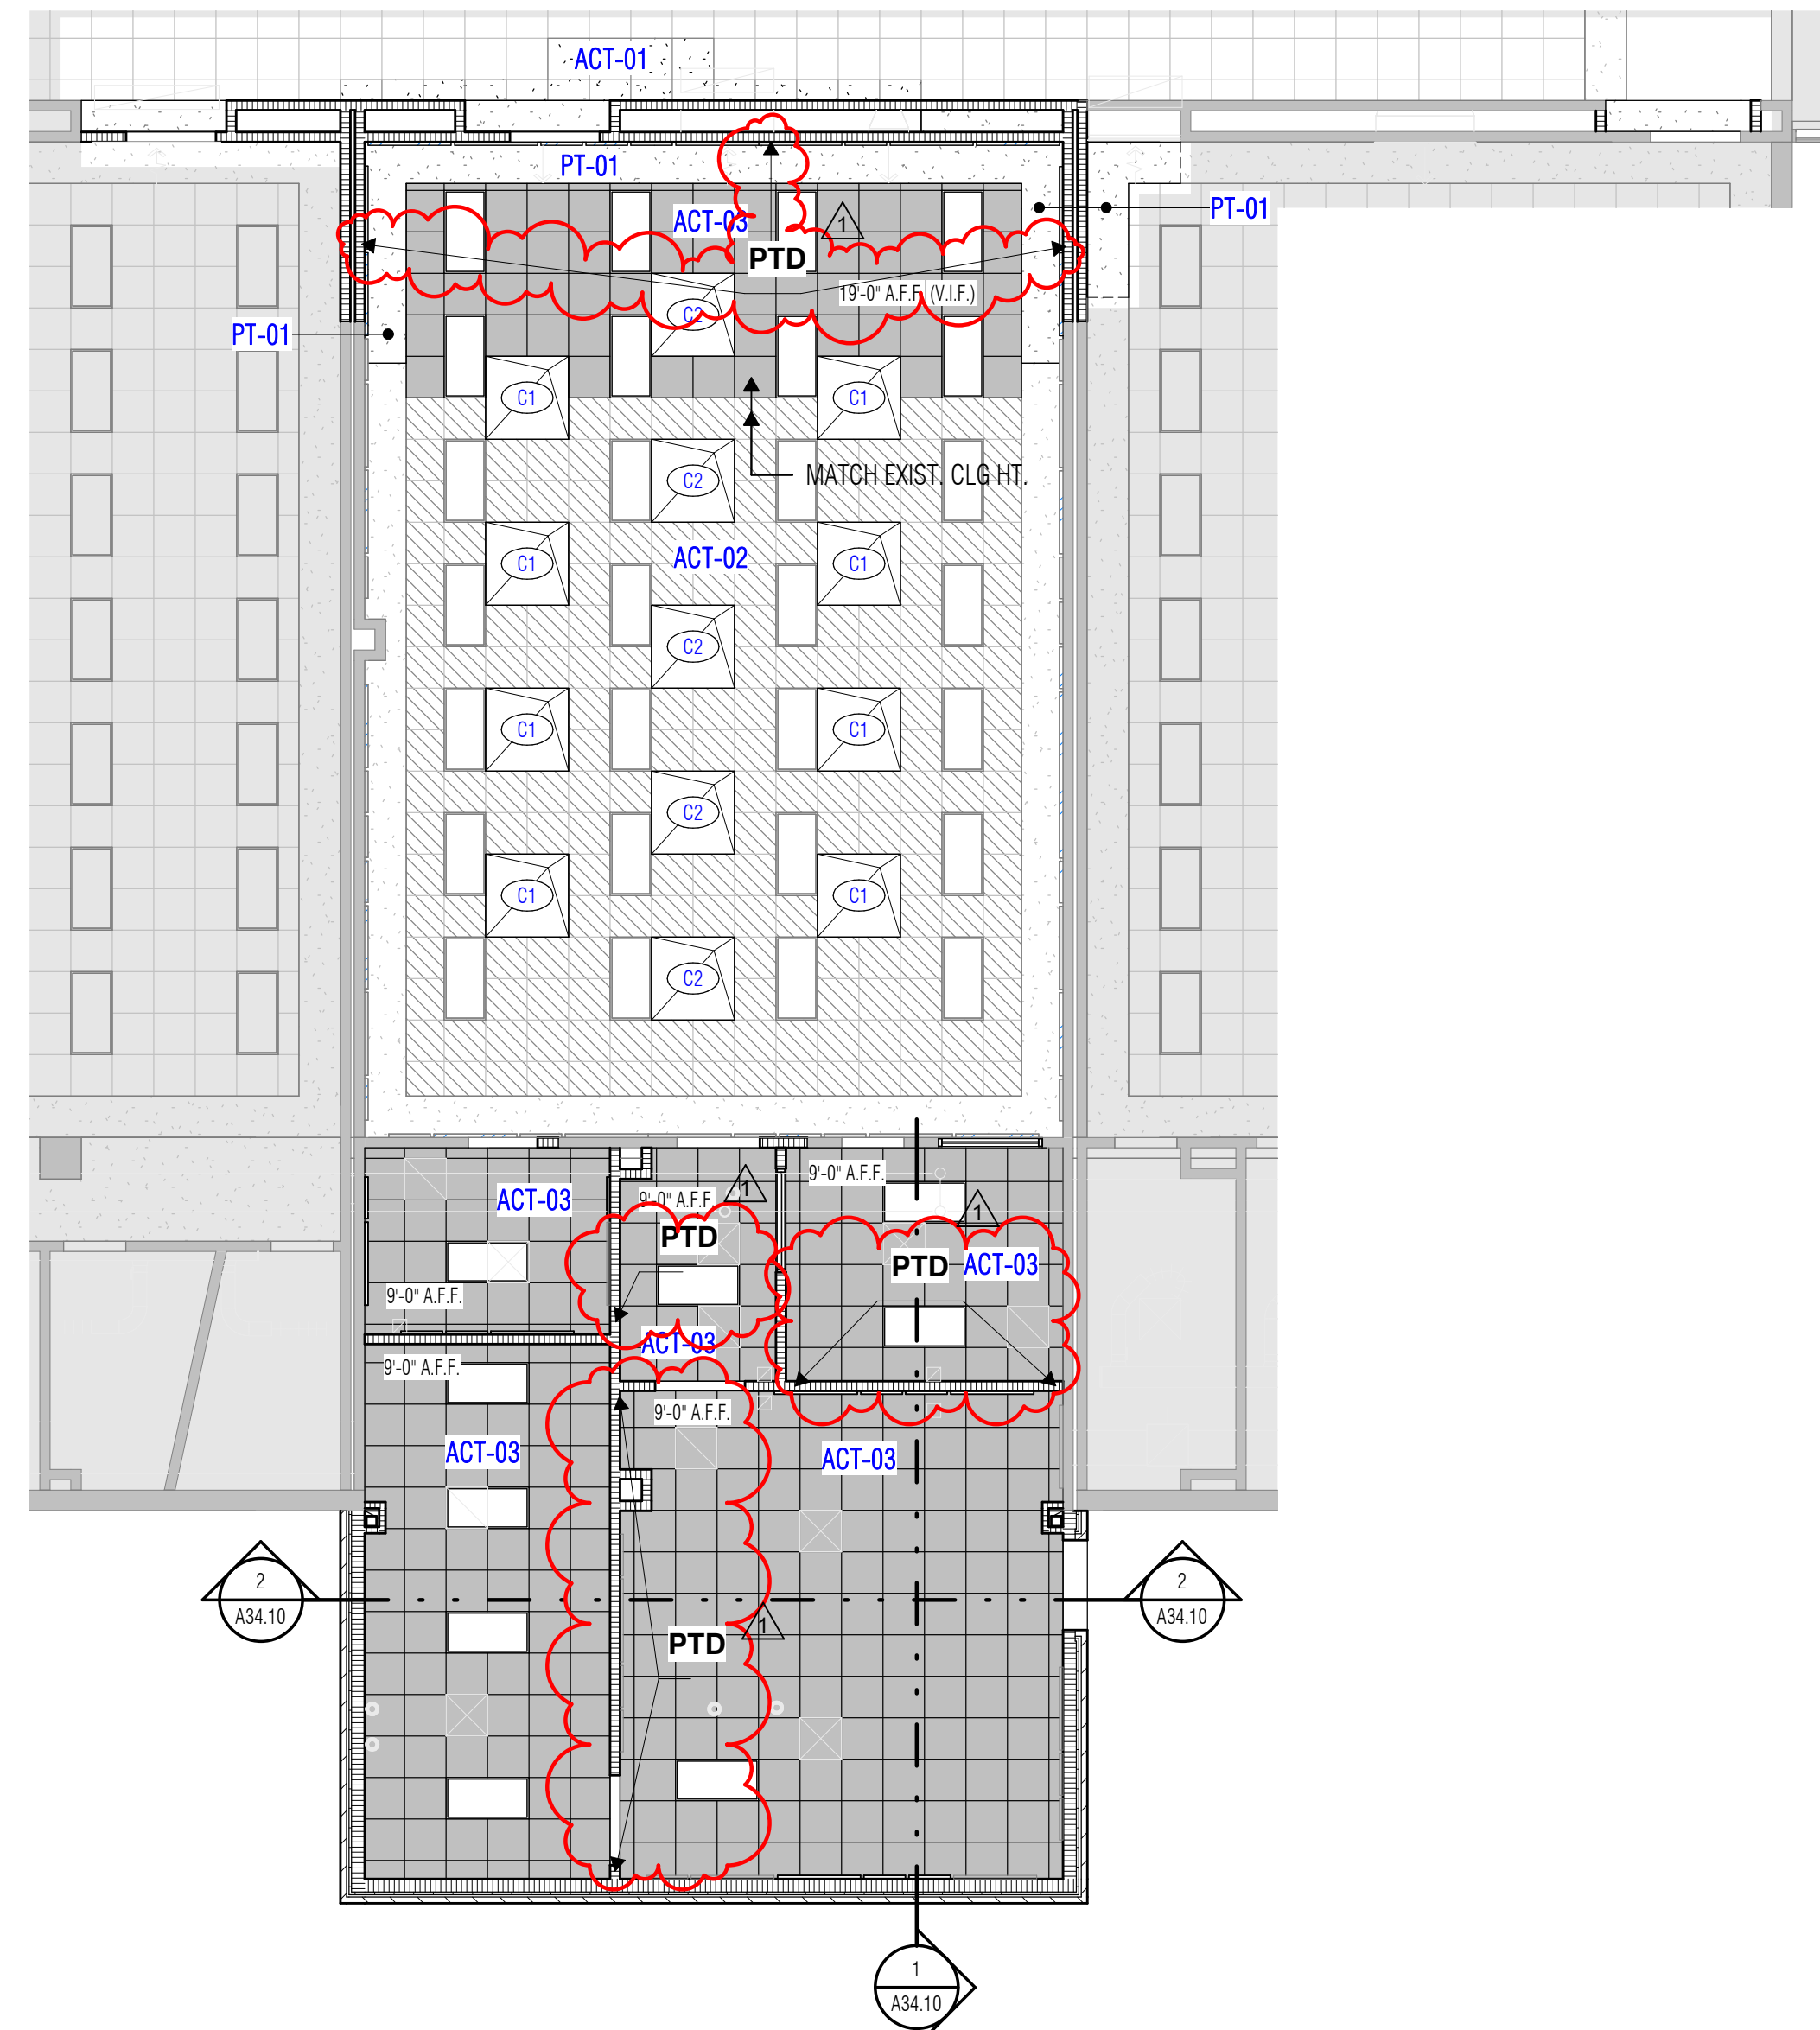 ACT-01
PT-01
ACT-03
1
PT-01
PTD
19'-0" A.F.F. (V.I.F.)
C2
PT-01
C1
C1
MATCH EXIST. CLG HT.
C2
ACT-02
C1
C1
C2
C1
C1
C2
C1
C1
C2
9'-0" A.F.F.
1
ACT-03
9'-0" A.F.F.
1
PTD
PTD
ACT-03
9'-0" A.F.F.
ACT-03
9'-0" A.F.F.
9'-0" A.F.F.
ACT-03
ACT-03
2
A34.10
2
A34.10
1
PTD
1
A34.10